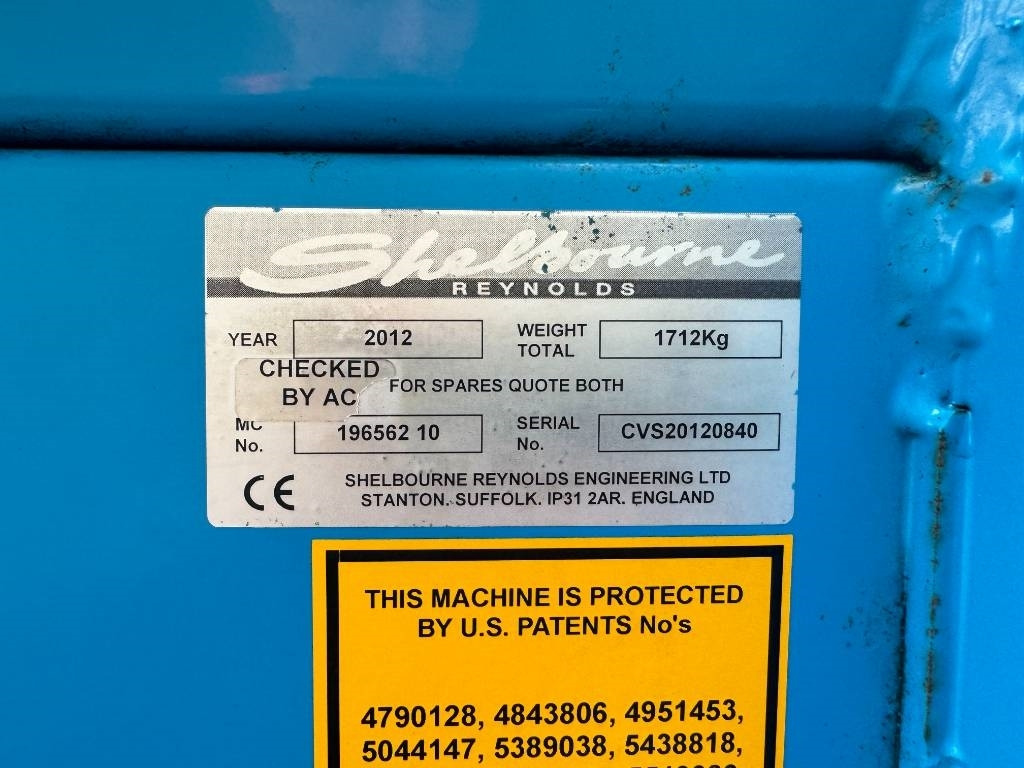 Shelbourne
REYNOLDS
YEAR 2012 WEIGHT TOTAL 1712Kg
CHECKED
BY AC
FOR SPARES QUOTE BOTH
MC No. 196562 10 SERIAL No. CVS20120840
CE
SHELBOURNE REYNOLDS ENGINEERING LTD
STANTON. SUFFOLK. IP31 2AR. ENGLAND
THIS MACHINE IS PROTECTED
BY U.S. PATENTS No's
4790128, 4843806, 4951453,
5044147, 5389038, 5438818,